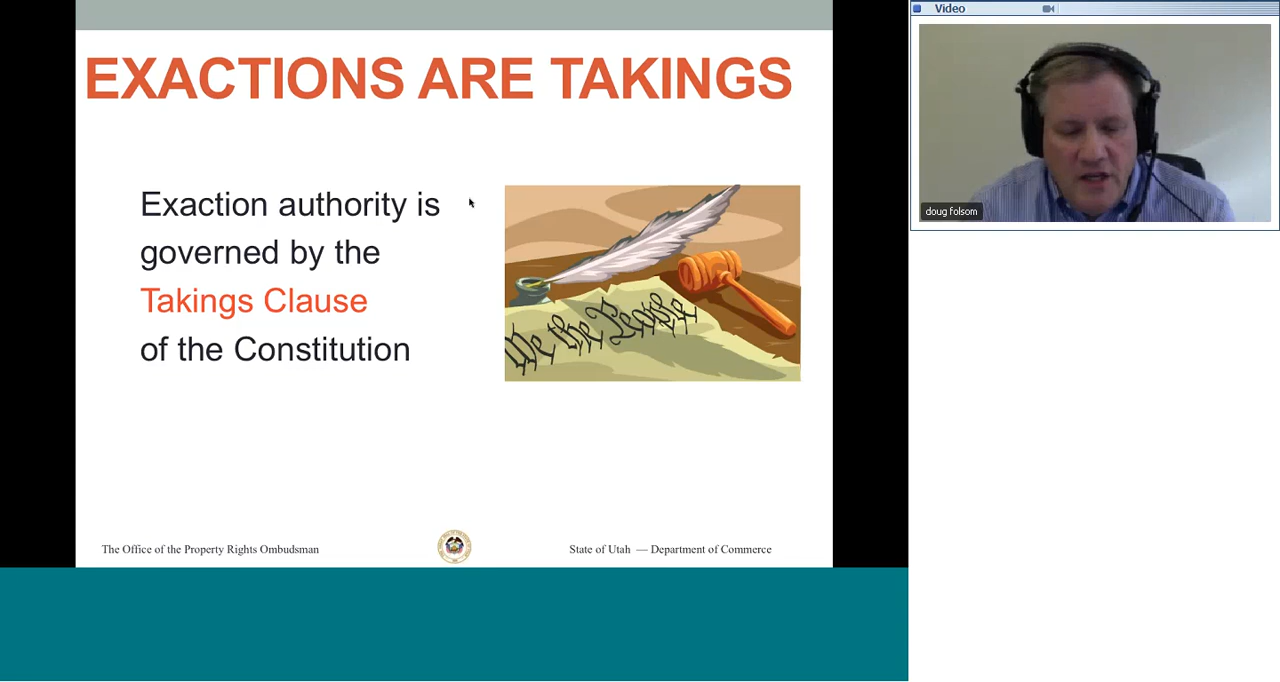 EXACTIONS ARE TAKINGS
Exaction authority is
governed by the
Takings Clause
of the Constitution
We the People
The Office of the Property Rights Ombudsman
State of Utah — Department of Commerce
Video
doug folsom